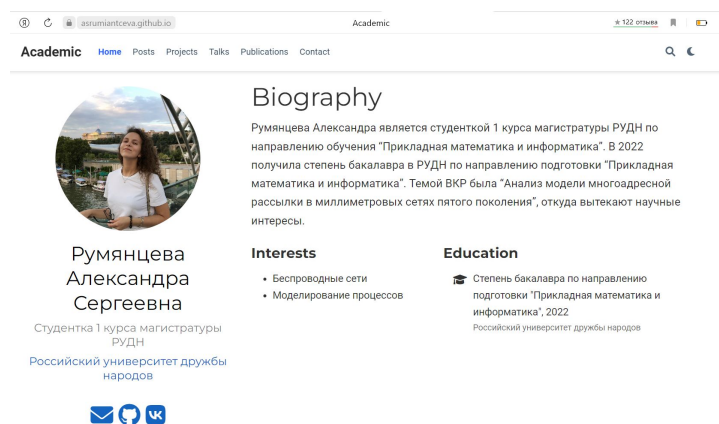 asrumiantceva.github.io
Academic
★ 122 отзыва
Academic
Home
Posts
Projects
Talks
Publications
Contact
Biography
Румянцева Александра является студенткой 1 курса магистратуры РУДН по
направлению обучения "Прикладная математика и информатика". В 2022
получила степень бакалавра в РУДН по направлению подготовки "Прикладная
математика и информатика". Темой ВКР была "Анализ модели многоадресной
рассылки в миллиметровых сетях пятого поколения", откуда вытекают научные
интересы.
Румянцева
Александра
Сергеевна
Студентка 1 курса магистратуры
РУДН
Российский университет дружбы
народов
Interests
• Беспроводные сети
• Моделирование процессов
Education
Степень бакалавра по направлению
подготовки "Прикладная математика и
информатика", 2022
Российский университет дружбы народов